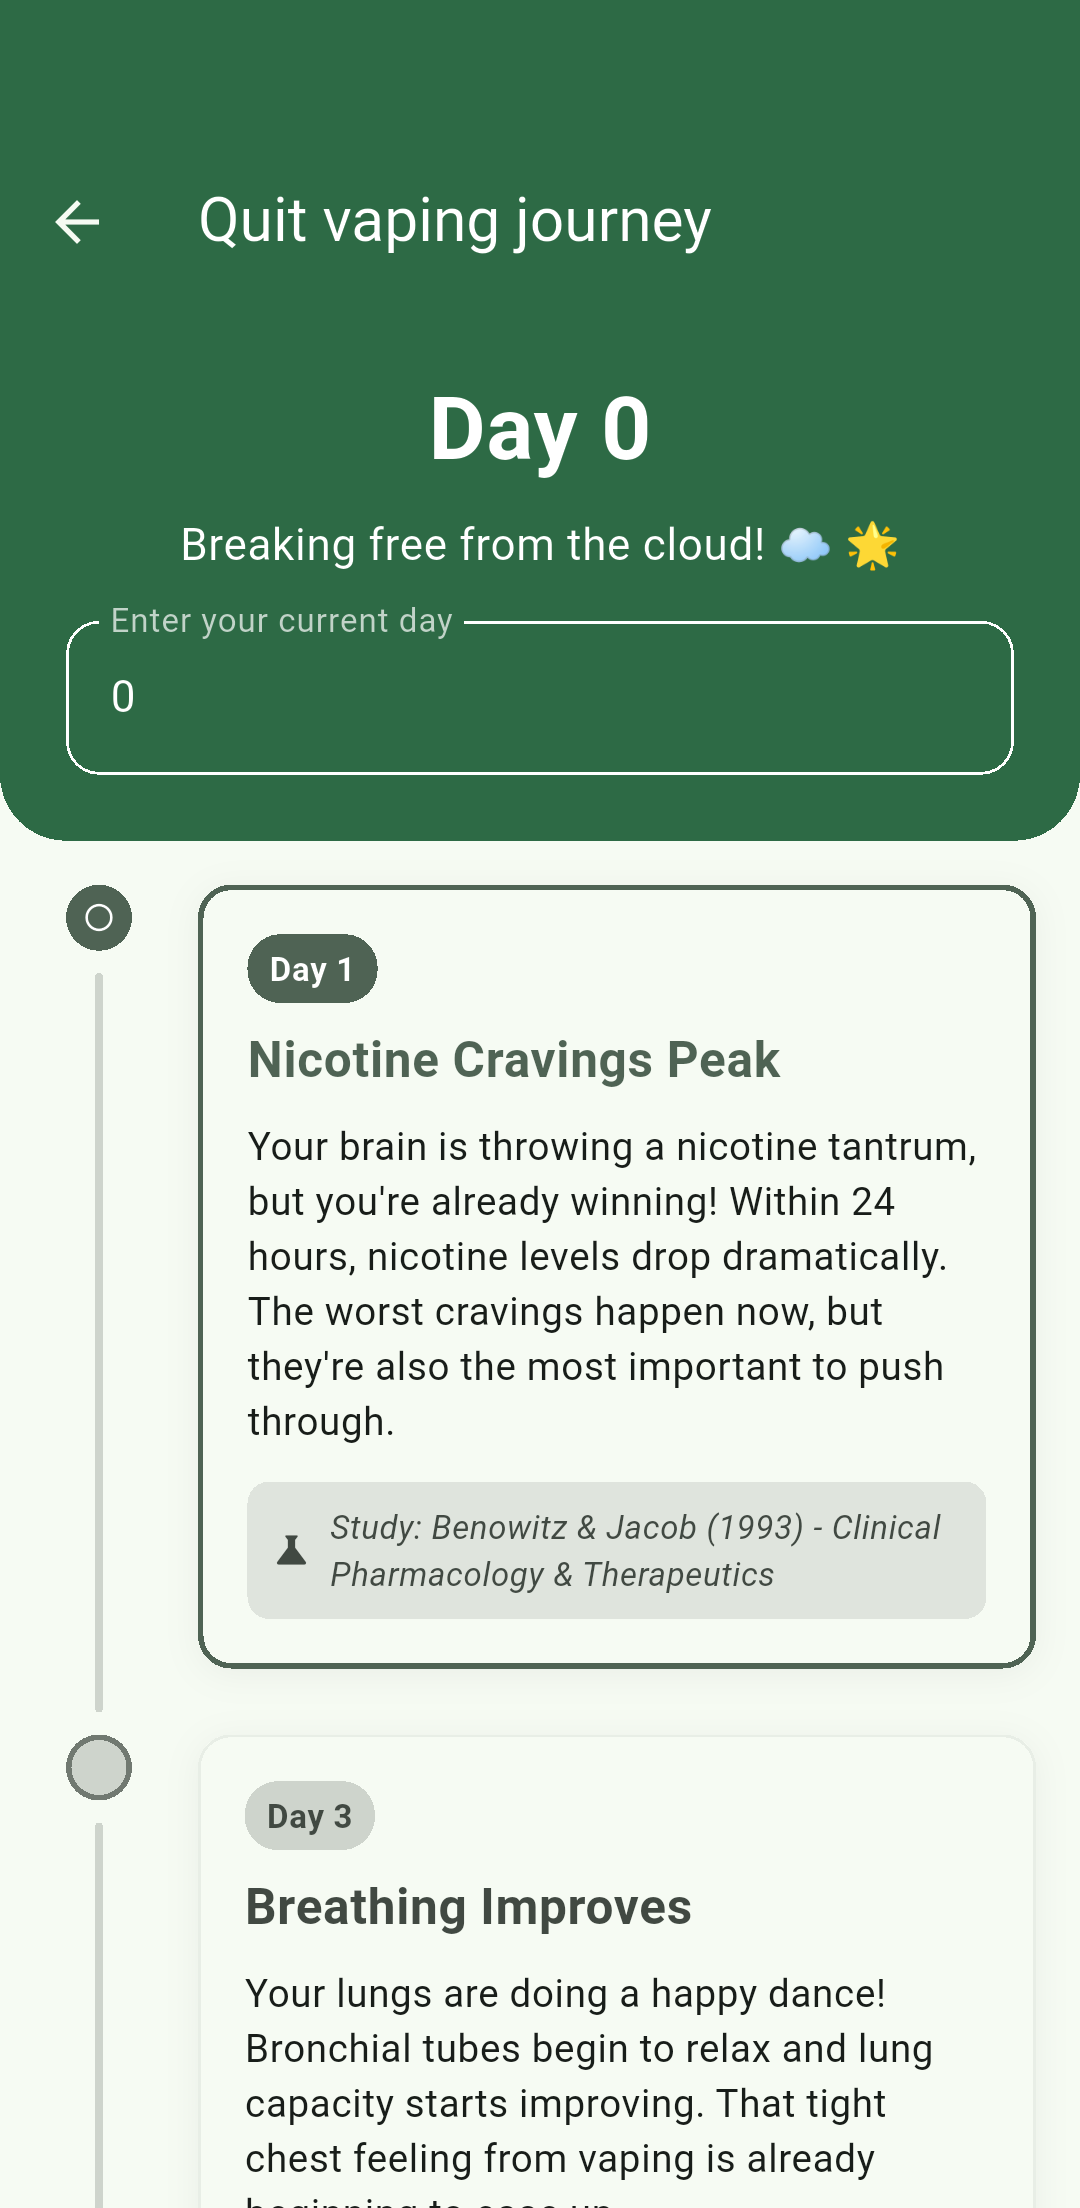 Quit vaping journey
Day 0
Breaking free from the cloud! ☁️ 🌟
Enter your current day
0
Day 1
Nicotine Cravings Peak
Your brain is throwing a nicotine tantrum,
but you're already winning! Within 24
hours, nicotine levels drop dramatically.
The worst cravings happen now, but
they're also the most important to push
through.
Study: Benowitz & Jacob (1993) - Clinical
Pharmacology & Therapeutics
Day 3
Breathing Improves
Your lungs are doing a happy dance!
Bronchial tubes begin to relax and lung
capacity starts improving. That tight
chest feeling from vaping is already